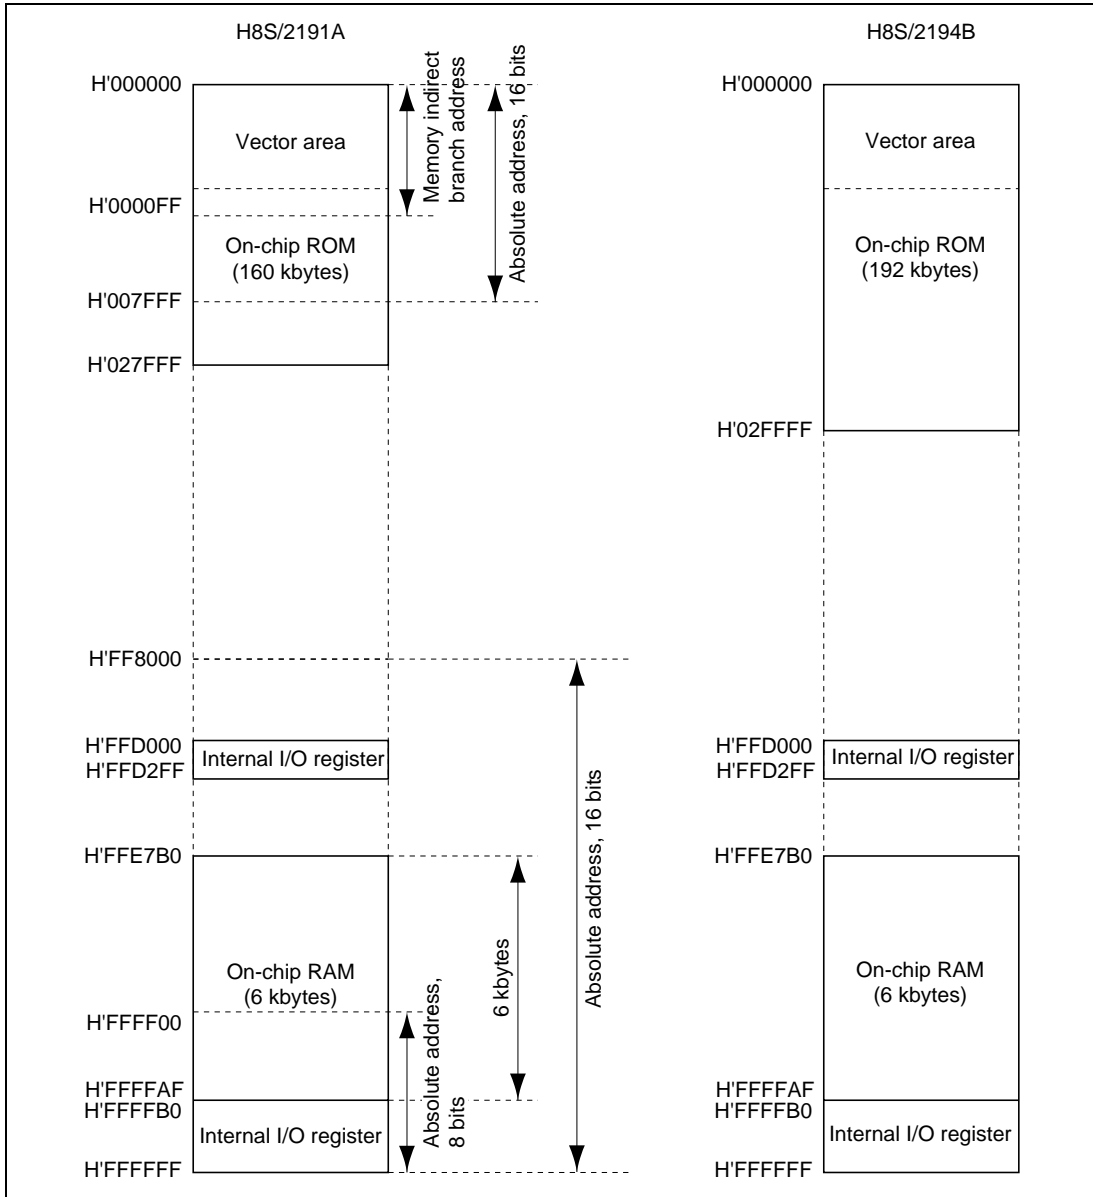 H8S/2191A
H'000000
Vector area
H'0000FF
On-chip ROM
(160 kbytes)
H'007FFF
H'027FFF
Memory indirect
branch address
Absolute address, 16 bits
H'FF8000
H'FFD000
Internal I/O register
H'FFD2FF
H'FFE7B0
On-chip RAM
(6 kbytes)
H'FFFF00
H'FFFFAF
H'FFFFB0
Internal I/O register
H'FFFFFF
Absolute address,
8 bits
6 kbytes
Absolute address, 16 bits
H8S/2194B
H'000000
Vector area
On-chip ROM
(192 kbytes)
H'02FFFF
H'FFD000
Internal I/O register
H'FFD2FF
H'FFE7B0
On-chip RAM
(6 kbytes)
H'FFFFAF
H'FFFFB0
Internal I/O register
H'FFFFFF